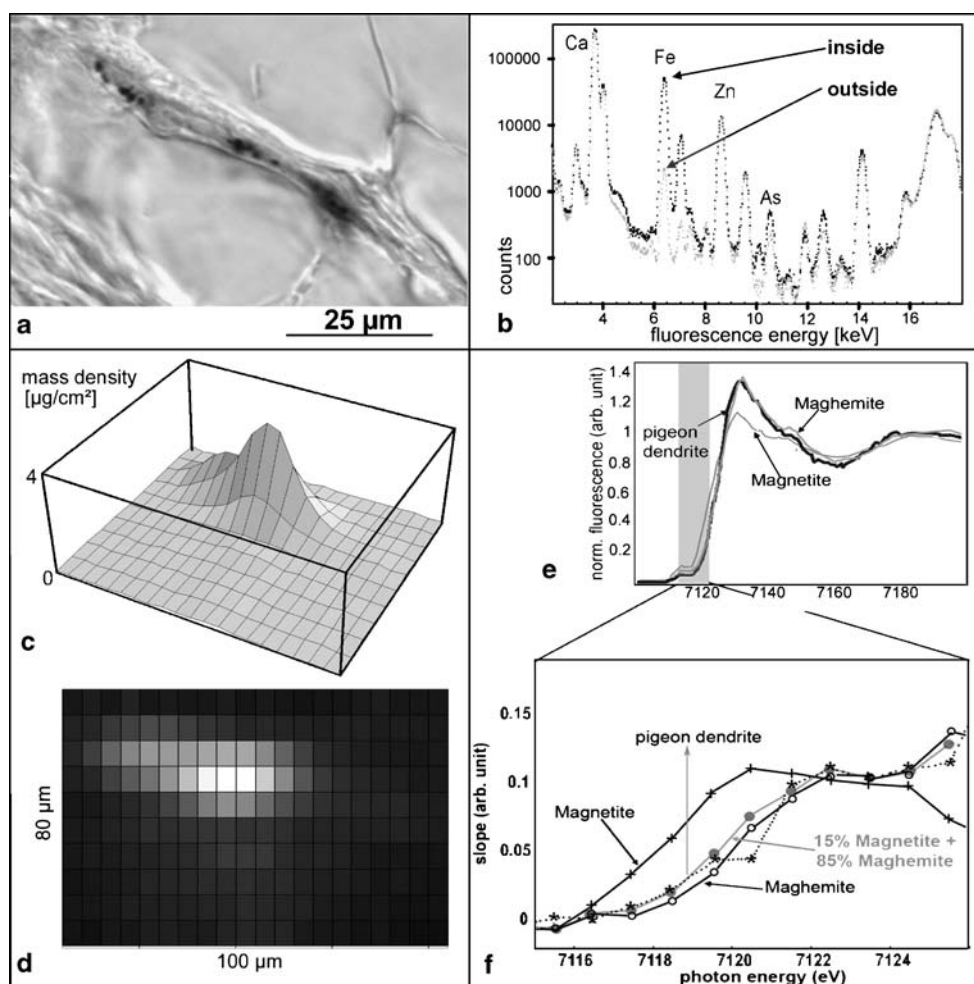 25 µm
a
Ca
Fe
Zn
As
inside
outside
100000
10000
1000
100
counts
4
6
8
10
12
14
16
fluorescence energy [keV]
b
mass density
[µg/cm²]
4
0
c
80 µm
100 µm
d
norm. fluorescence (arb. unit)
1.4
1.2
1
0.8
0.6
0.4
0.2
pigeon
dendrite
Maghemite
Magnetite
7120
7140
7160
7180
e
slope (arb. unit)
0.15
0.1
0.05
0
pigeon dendrite
Magnetite
15% Magnetite +
85% Maghemite
Maghemite
7116
7118
7120
7122
7124
photon energy (eV)
f